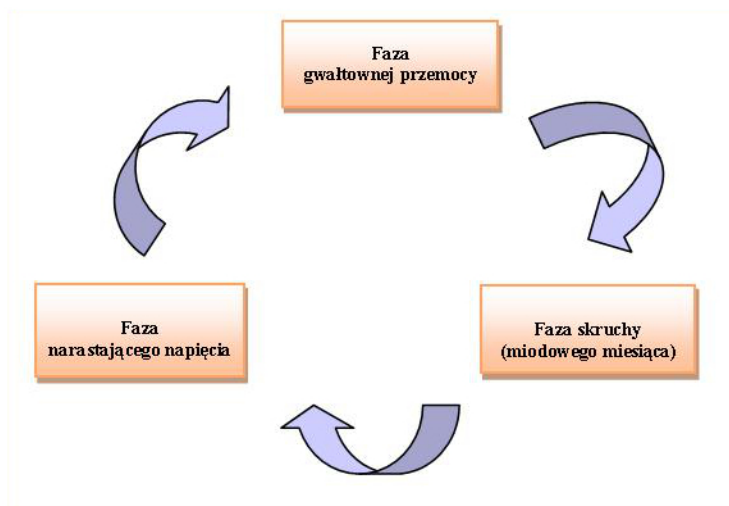 Faza
gwałtownej przemocy
Faza
narastającego napięcia
Faza skruchy
(miodowego miesiąca)